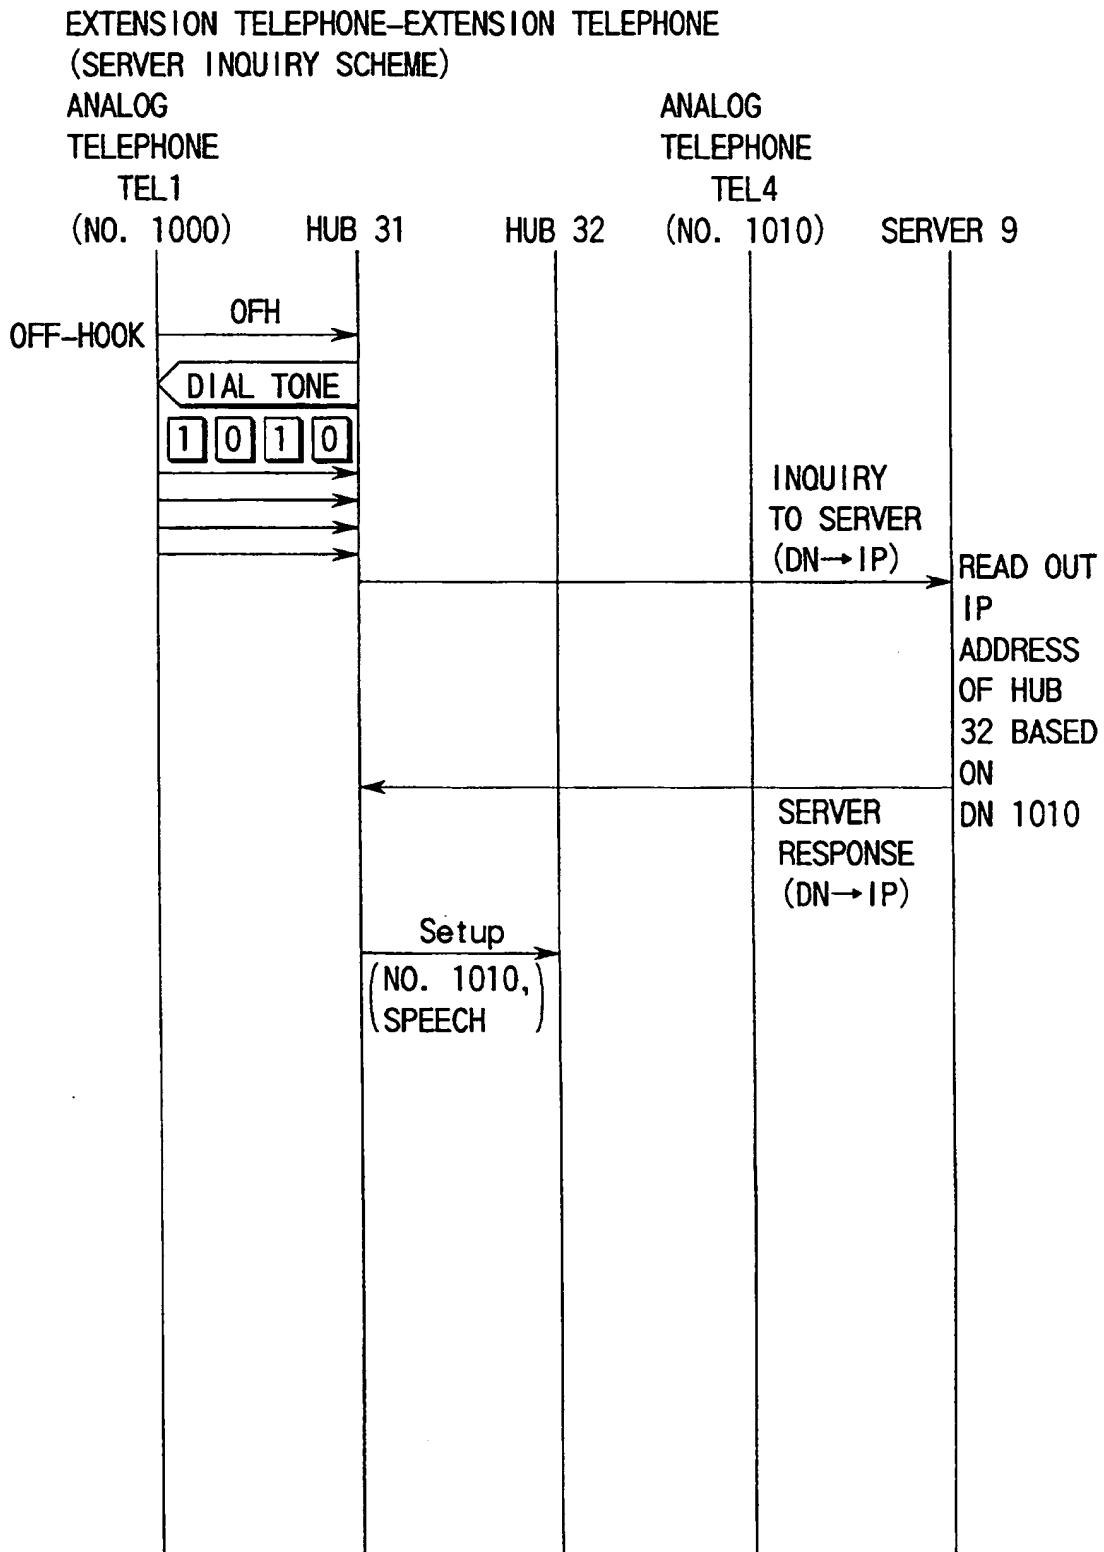 EXTENSION TELEPHONE–EXTENSION TELEPHONE
(SERVER INQUIRY SCHEME)
ANALOG
TELEPHONE
TEL1
(NO. 1000)
HUB 31
HUB 32
ANALOG
TELEPHONE
TEL4
(NO. 1010)
SERVER 9
OFF-HOOK
OFH
DIAL TONE
1 0 1 0
INQUIRY
TO SERVER
(DN→IP)
READ OUT
IP
ADDRESS
OF HUB
32 BASED
ON
DN 1010
SERVER
RESPONSE
(DN→IP)
Setup
(NO. 1010,
SPEECH )